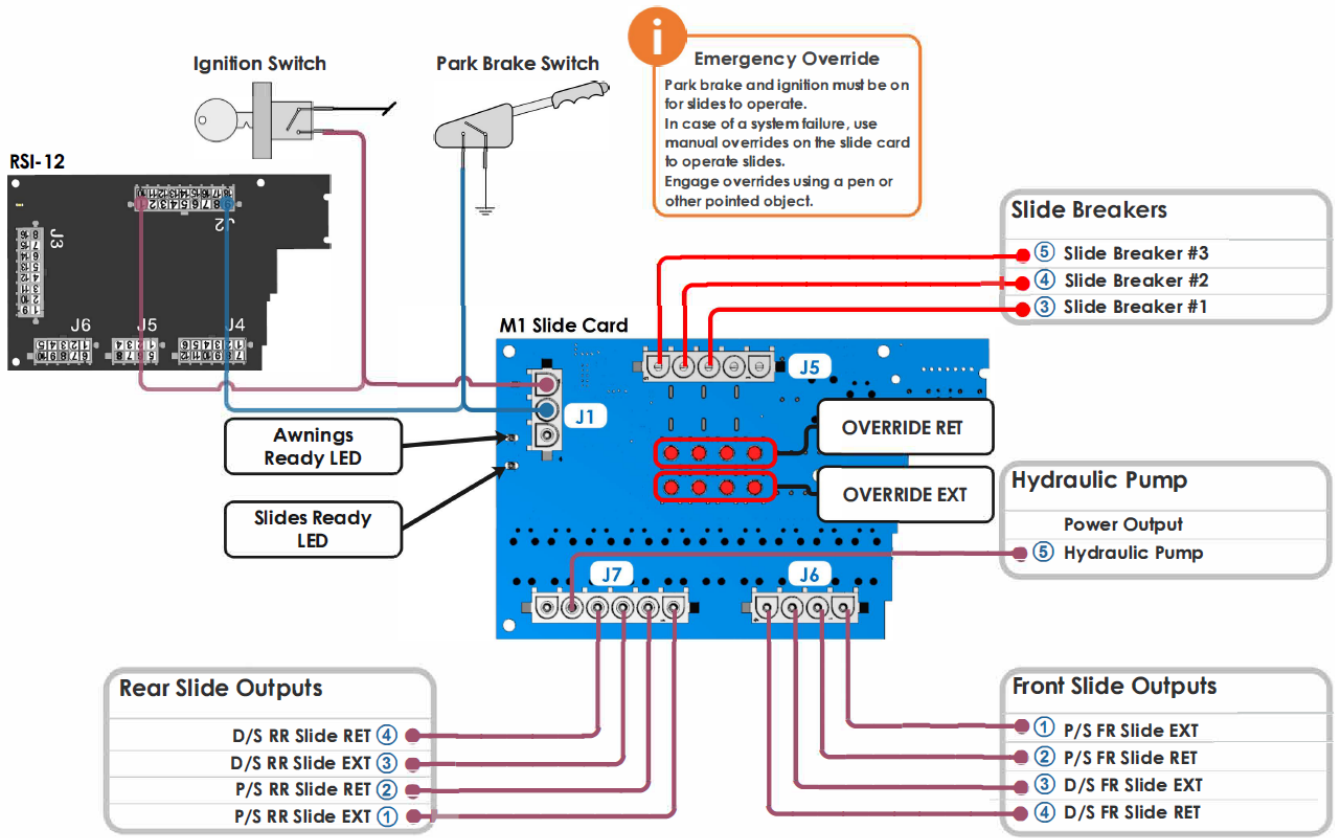 Ignition Switch
Park Brake Switch
Emergency Override
Park brake and ignition must be on
for slides to operate.
In case of a system failure, use
manual overrides on the slide card
to operate slides.
Engage overrides using a pen or
other pointed object.
RSI-12
J2
J3
J6
J5
J4
Slide Breakers
⑤ Slide Breaker #3
④ Slide Breaker #2
③ Slide Breaker #1
M1 Slide Card
J5
J1
Awnings
Ready LED
Slides Ready
LED
OVERRIDE RET
OVERRIDE EXT
Hydraulic Pump
Power Output
⑤ Hydraulic Pump
J7
J6
Rear Slide Outputs
D/S RR Slide RET ④
D/S RR Slide EXT ③
P/S RR Slide RET ②
P/S RR Slide EXT ①
Front Slide Outputs
① P/S FR Slide EXT
② P/S FR Slide RET
③ D/S FR Slide EXT
④ D/S FR Slide RET